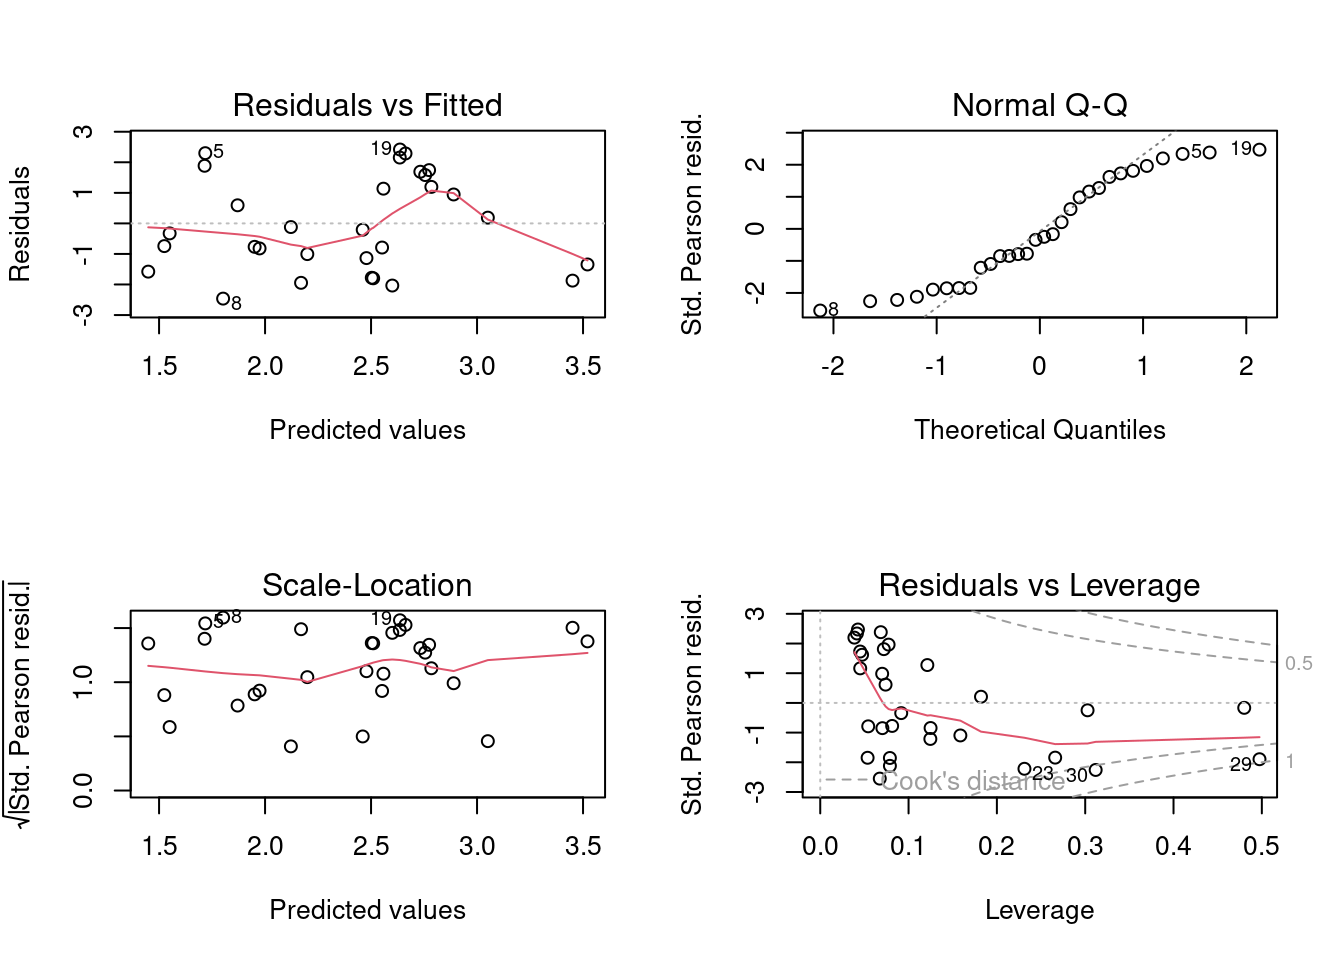 Residuals vs Fitted
Residuals
3
1
-1
-3
5
19
8
1.5 2.0 2.5 3.0 3.5
Predicted values
Normal Q-Q
Std. Pearson resid.
2
0
-2
5
19
8
-2 -1 0 1 2
Theoretical Quantiles
Scale-Location
√|Std. Pearson resid.|
1.0
0.0
5
8
19
1.5 2.0 2.5 3.0 3.5
Predicted values
Residuals vs Leverage
Std. Pearson resid.
3
1
-1
-3
0.5
1
23
30
29
Cook's distance
0.0 0.1 0.2 0.3 0.4 0.5
Leverage